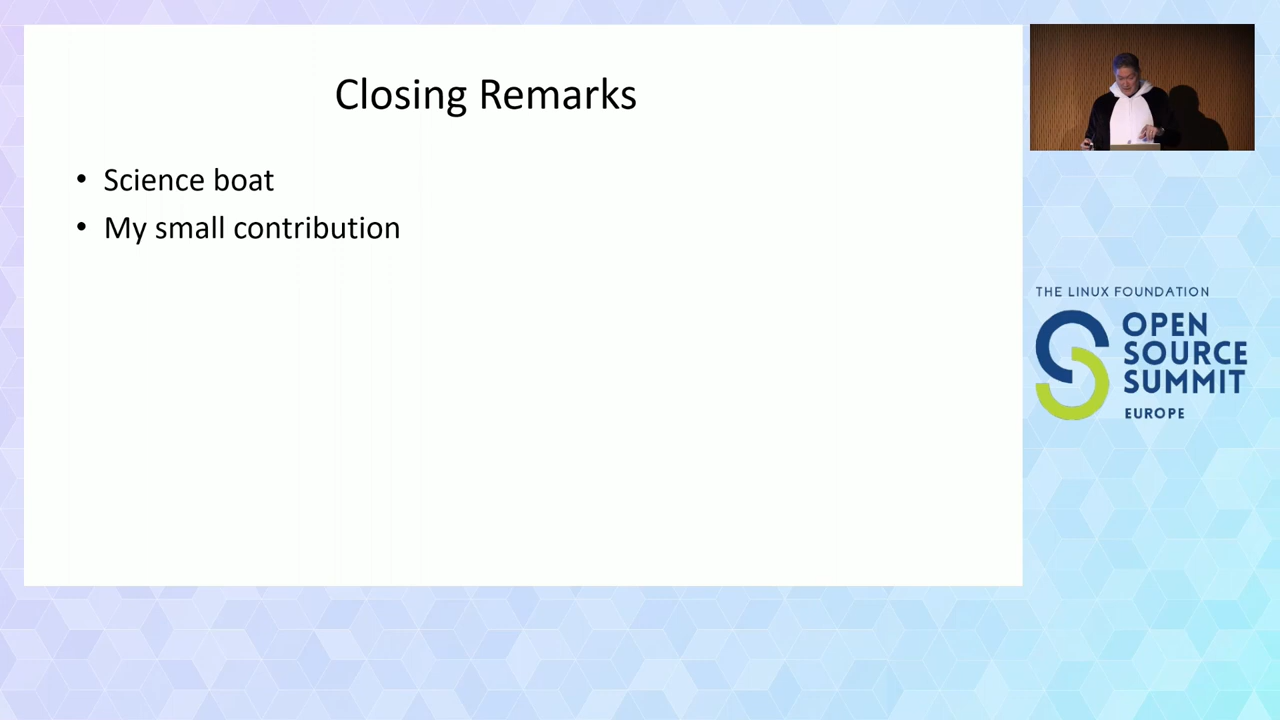 Closing Remarks
• Science boat
• My small contribution
THE LINUX FOUNDATION
OPEN
SOURCE
SUMMIT
EUROPE